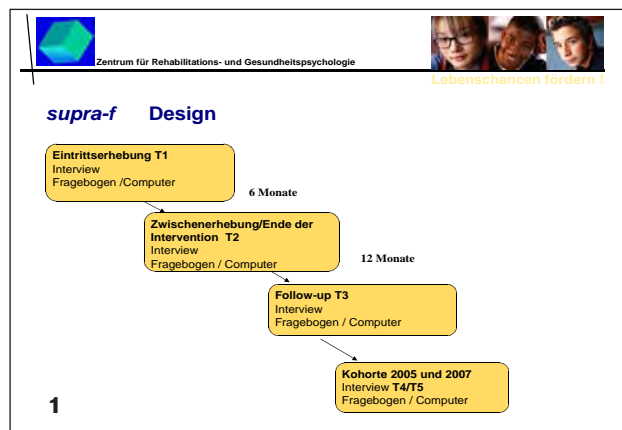 Zentrum für Rehabilitations- und Gesundheitspsychologie
Lebenschancen fördern !
supra-f Design
Eintrittserhebung T1
Interview
Fragebogen /Computer
6 Monate
Zwischenerhebung/Ende der
Intervention T2
Interview
Fragebogen / Computer
12 Monate
Follow-up T3
Interview
Fragebogen / Computer
Kohorte 2005 und 2007
Interview T4/T5
Fragebogen / Computer
1